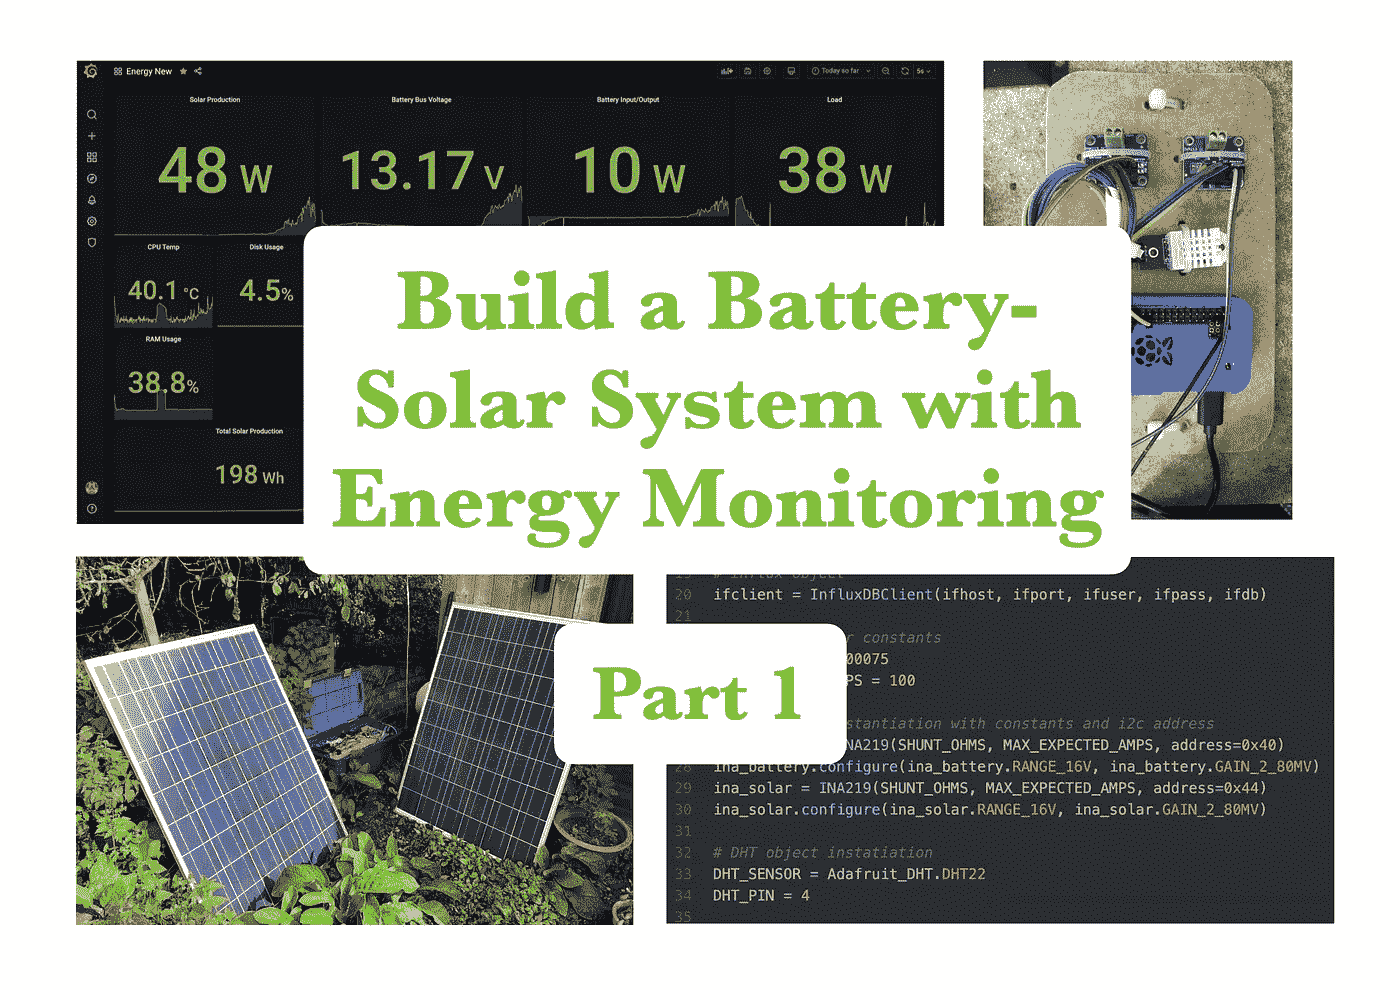 Energy New
Today so far
5s
Solar Production
Battery Bus Voltage
Battery Input/Output
Load
48 W
13.17 V
10 W
38 W
CPU Temp
Disk Usage
40.1 °C
4.5%
RAM Usage
38.8%
Total Solar Production
198 Wh
Build a Battery-
Solar System with
Energy Monitoring
Part 1
20 ifclient = InfluxDBClient(ifhost, ifport, ifuser, ifpass, ifdb)
21
constants
00075
PS = 100
stantiation with constants and i2c address
INA219(SHUNT_OHMS, MAX_EXPECTED_AMPS, address=0x40)
28 ina_battery.configure(ina_battery.RANGE_16V, ina_battery.GAIN_2_80MV)
29 ina_solar = INA219(SHUNT_OHMS, MAX_EXPECTED_AMPS, address=0x44)
30 ina_solar.configure(ina_solar.RANGE_16V, ina_solar.GAIN_2_80MV)
31
32 # DHT object instatiation
33 DHT_SENSOR = Adafruit_DHT.DHT22
34 DHT_PIN = 4
35